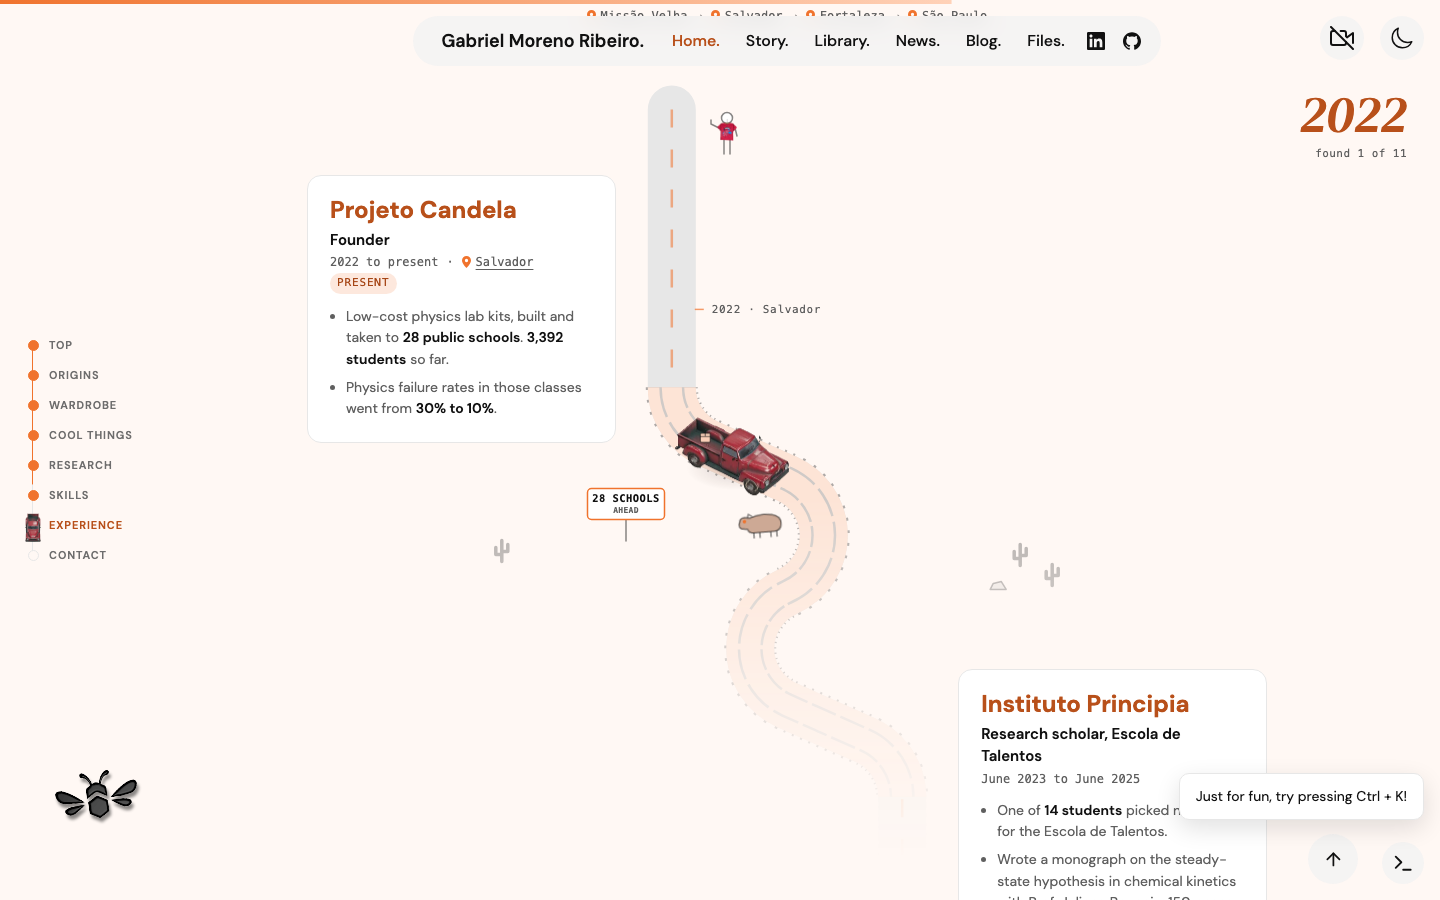 Missão Velha · Salvador · Fortaleza · São Paulo
Gabriel Moreno Ribeiro. Home. Story. Library. News. Blog. Files.
2022
found 1 of 11
Projeto Candela
Founder
2022 to present · Salvador
PRESENT
• Low-cost physics lab kits, built and
taken to 28 public schools. 3,392
students so far.
• Physics failure rates in those classes
went from 30% to 10%.
2022 · Salvador
TOP
ORIGINS
WARDROBE
COOL THINGS
RESEARCH
SKILLS
EXPERIENCE
CONTACT
28 SCHOOLS
AHEAD
Instituto Principia
Research scholar, Escola de
Talentos
June 2023 to June 2025
• One of 14 students picked
for the Escola de Talentos.
• Wrote a monograph on the steady-
state hypothesis in chemical kinetics
Just for fun, try pressing Ctrl + K!